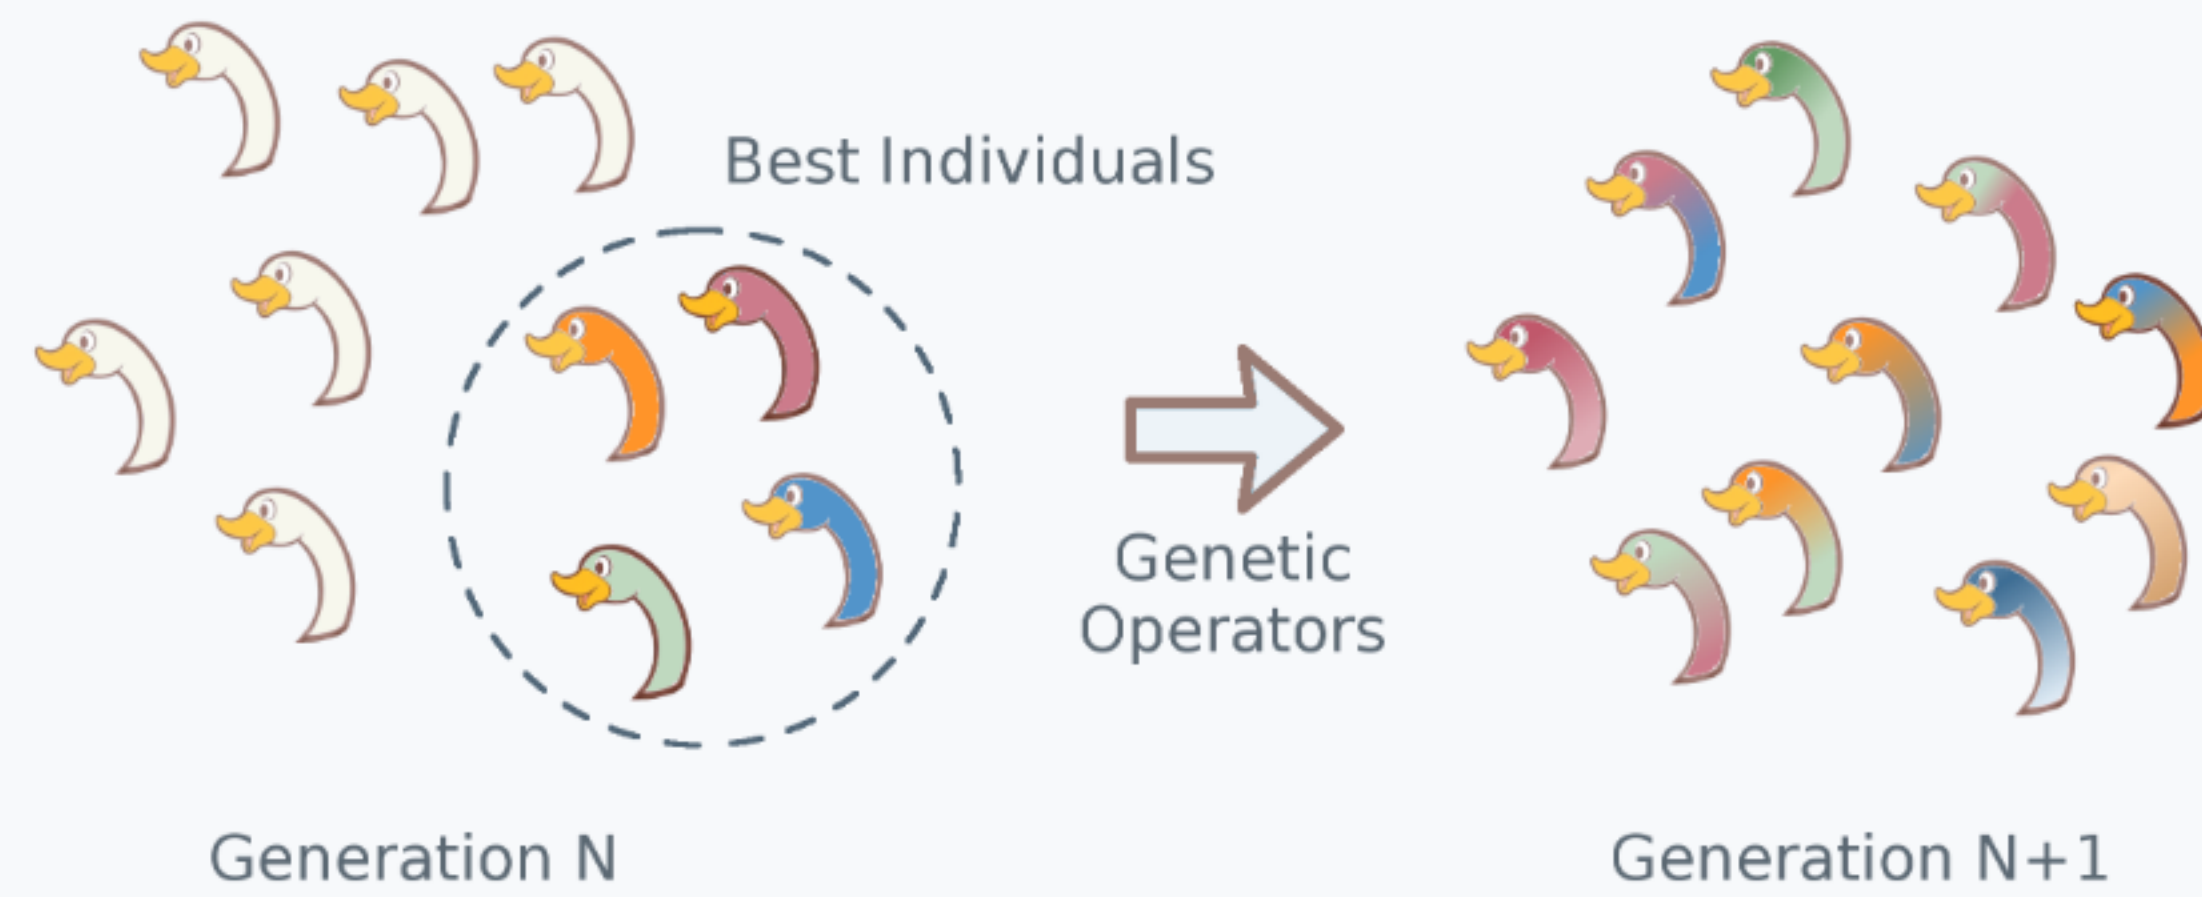 Best Individuals
Genetic
Operators
Generation N
Generation N+1